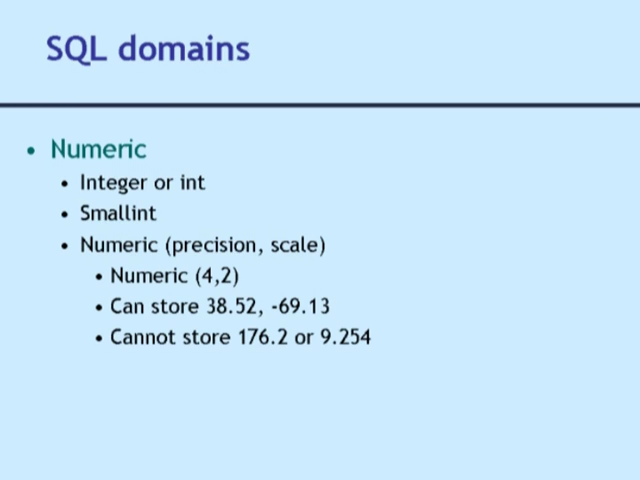 SQL domains
• Numeric
• Integer or int
• Smallint
• Numeric (precision, scale)
• Numeric (4,2)
• Can store 38.52, -69.13
• Cannot store 176.2 or 9.254